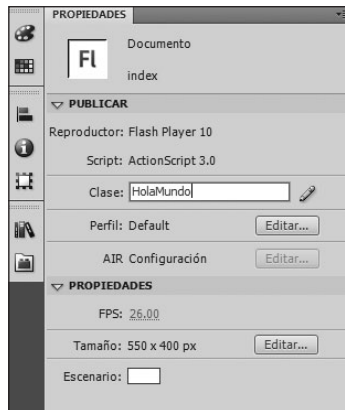 PROPIEDADES
Fl
Documento
index
PUBLICAR
Reproductor: Flash Player 10
Script: ActionScript 3.0
Clase: HolaMundo
Perfil: Default Editar...
AIR Configuración Editar...
PROPIEDADES
FPS: 26.00
Tamaño: 550 x 400 px Editar...
Escenario: